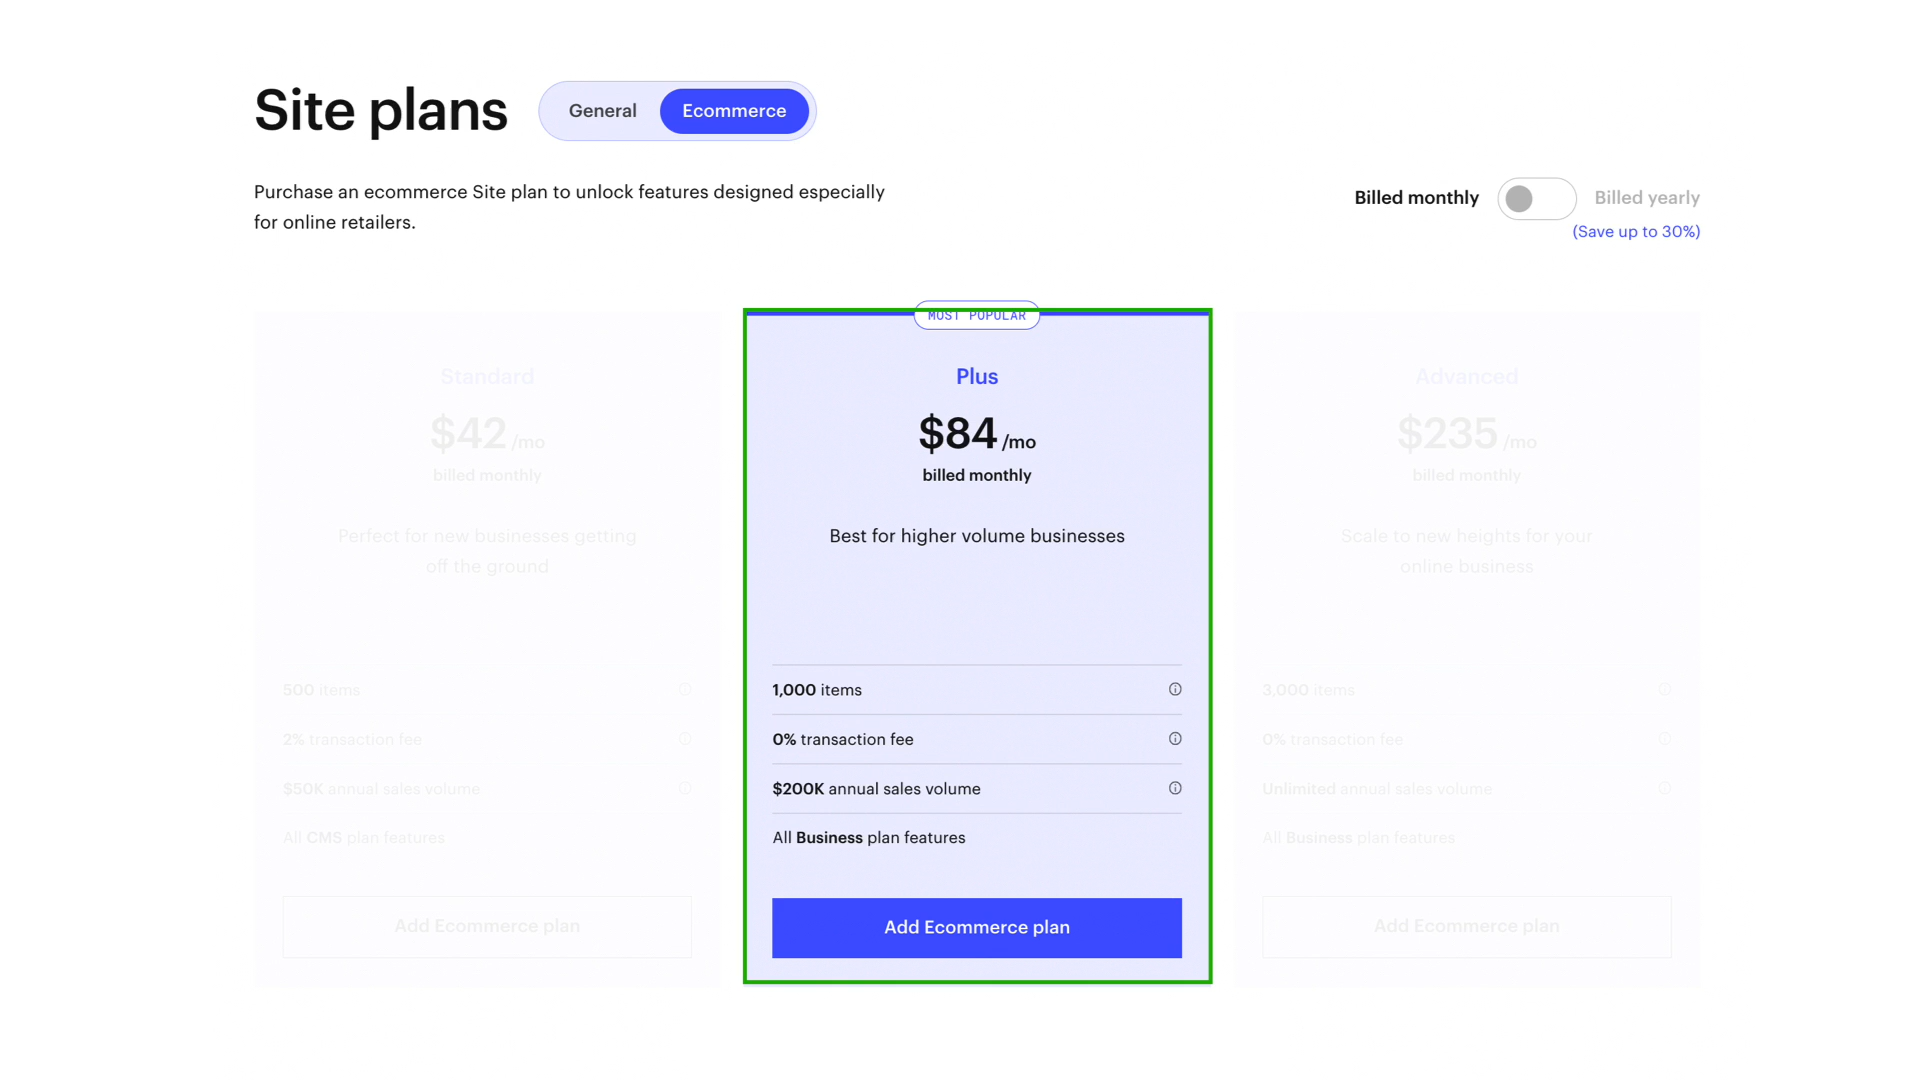 Site plans
General
Ecommerce
Purchase an ecommerce Site plan to unlock features designed especially
for online retailers.
Billed monthly
Billed yearly
(Save up to 30%)
Standard
$42 /mo
billed monthly
Perfect for new businesses getting
off the ground
500 items
2% transaction fee
$50K annual sales volume
All CMS plan features
Add Ecommerce plan
MOST POPULAR
Plus
$84 /mo
billed monthly
Best for higher volume businesses
1,000 items
0% transaction fee
$200K annual sales volume
All Business plan features
Add Ecommerce plan
Advanced
$235 /mo
billed monthly
Scale to new heights for your
online business
3,000 items
0% transaction fee
Unlimited annual sales volume
All Business plan features
Add Ecommerce plan